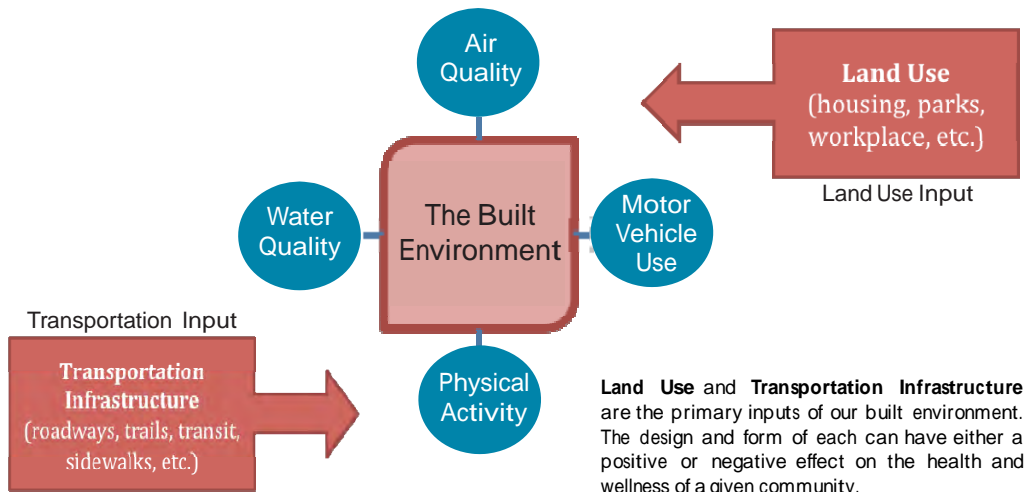 Air
Quality
Land Use
(housing, parks,
workplace, etc.)
Land Use Input
Water
Quality
The Built
Environment
Motor
Vehicle
Use
Transportation Input
Transportation
Infrastructure
(roadways, trails, transit,
sidewalks, etc.)
Physical
Activity
Land Use and Transportation Infrastructure
are the primary inputs of our built environment.
The design and form of each can have either a
positive or negative effect on the health and
wellness of a given community.